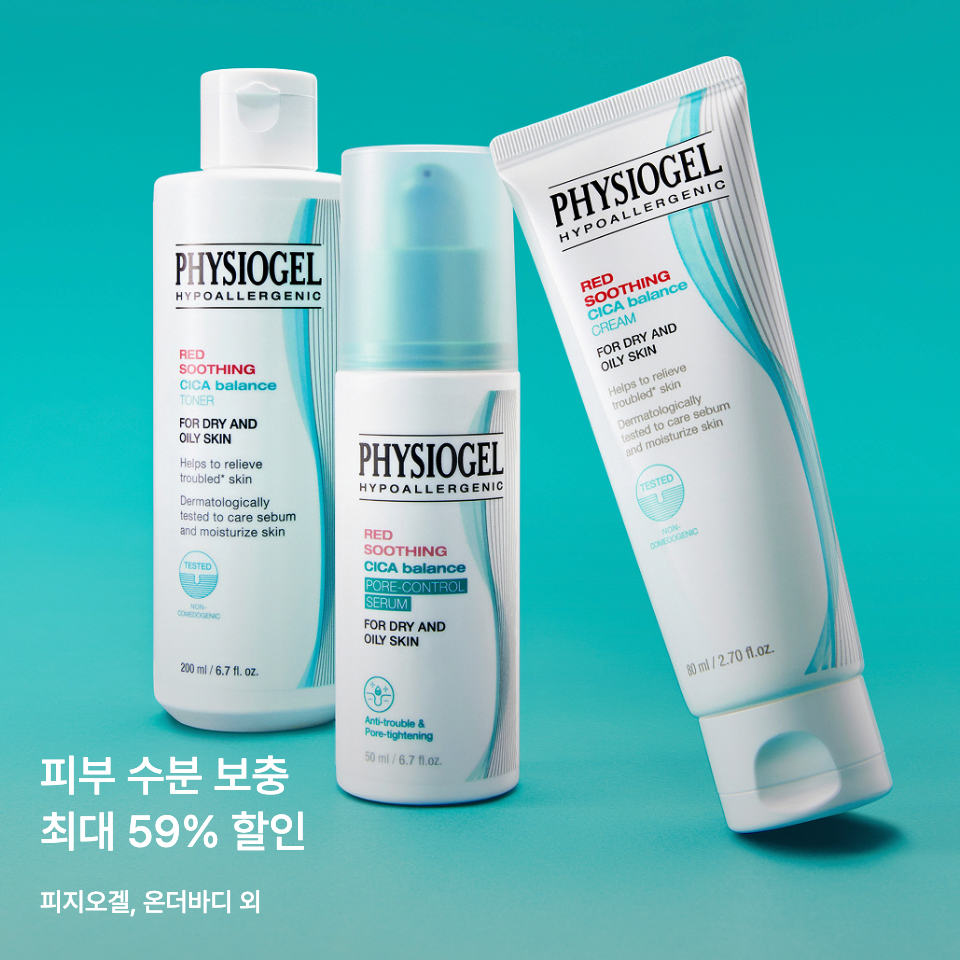 PHYSIOGEL
HYPOALLERGENIC
RED
SOOTHING
CICA balance
TONER
FOR DRY AND
OILY SKIN
Helps to relieve
troubled* skin
Dermatologically
tested to care sebum
and moisturize skin
TESTED
NON-
COMEDOGENIC
200 ml / 6.7 fl.oz.
PHYSIOGEL
HYPOALLERGENIC
RED
SOOTHING
CICA balance
PORE-CONTROL
SERUM
FOR DRY AND
OILY SKIN
Anti-trouble &
Pore-tightening
50 ml / 6.7 fl.oz.
PHYSIOGEL
HYPOALLERGENIC
RED
SOOTHING
CICA balance
CREAM
FOR DRY AND
OILY SKIN
Helps to relieve
troubled* skin
Dermatologically
tested to care sebum
and moisturize skin
TESTED
NON-
COMEDOGENIC
80 ml / 2.70 fl.oz.
피부 수분 보충
최대 59% 할인
피지오겔, 온더바디 외